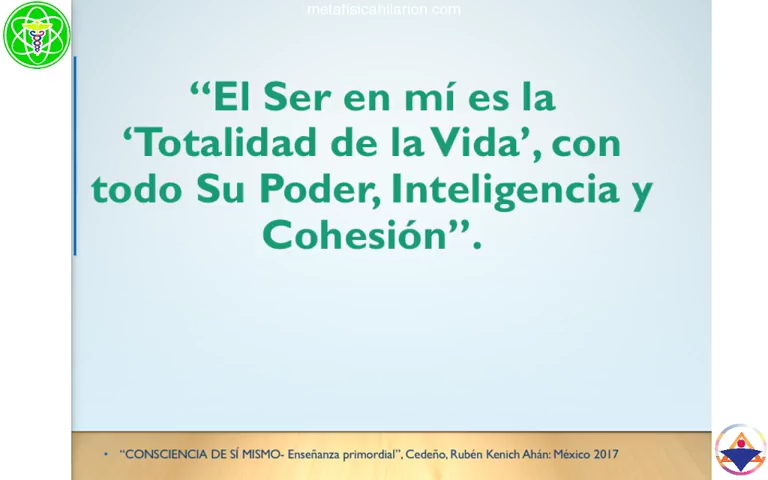 metafisicahilarion.com
“El Ser en mí es la
‘Totalidad de la Vida’, con
todo Su Poder, Inteligencia y
Cohesión”.
• “CONSCIENCIA DE SÍ MISMO- Enseñanza primordial”, Cedeño, Rubén Kenich Ahán: México 2017